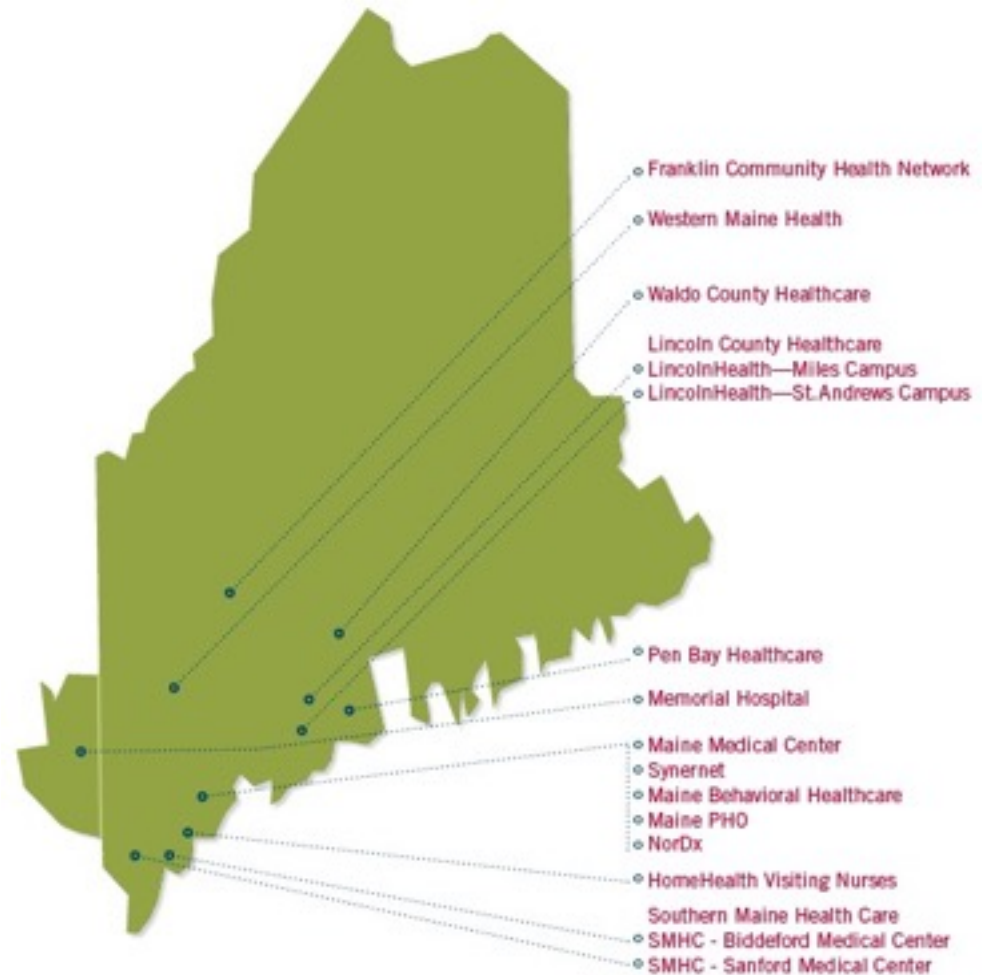 Franklin Community Health Network
Western Maine Health
Waldo County Healthcare
Lincoln County Healthcare
LincolnHealth—Miles Campus
LincolnHealth—St.Andrews Campus
Pen Bay Healthcare
Memorial Hospital
Maine Medical Center
Synernet
Maine Behavioral Healthcare
Maine PHO
NorDx
HomeHealth Visiting Nurses
Southern Maine Health Care
SMHC - Biddeford Medical Center
SMHC - Sanford Medical Center